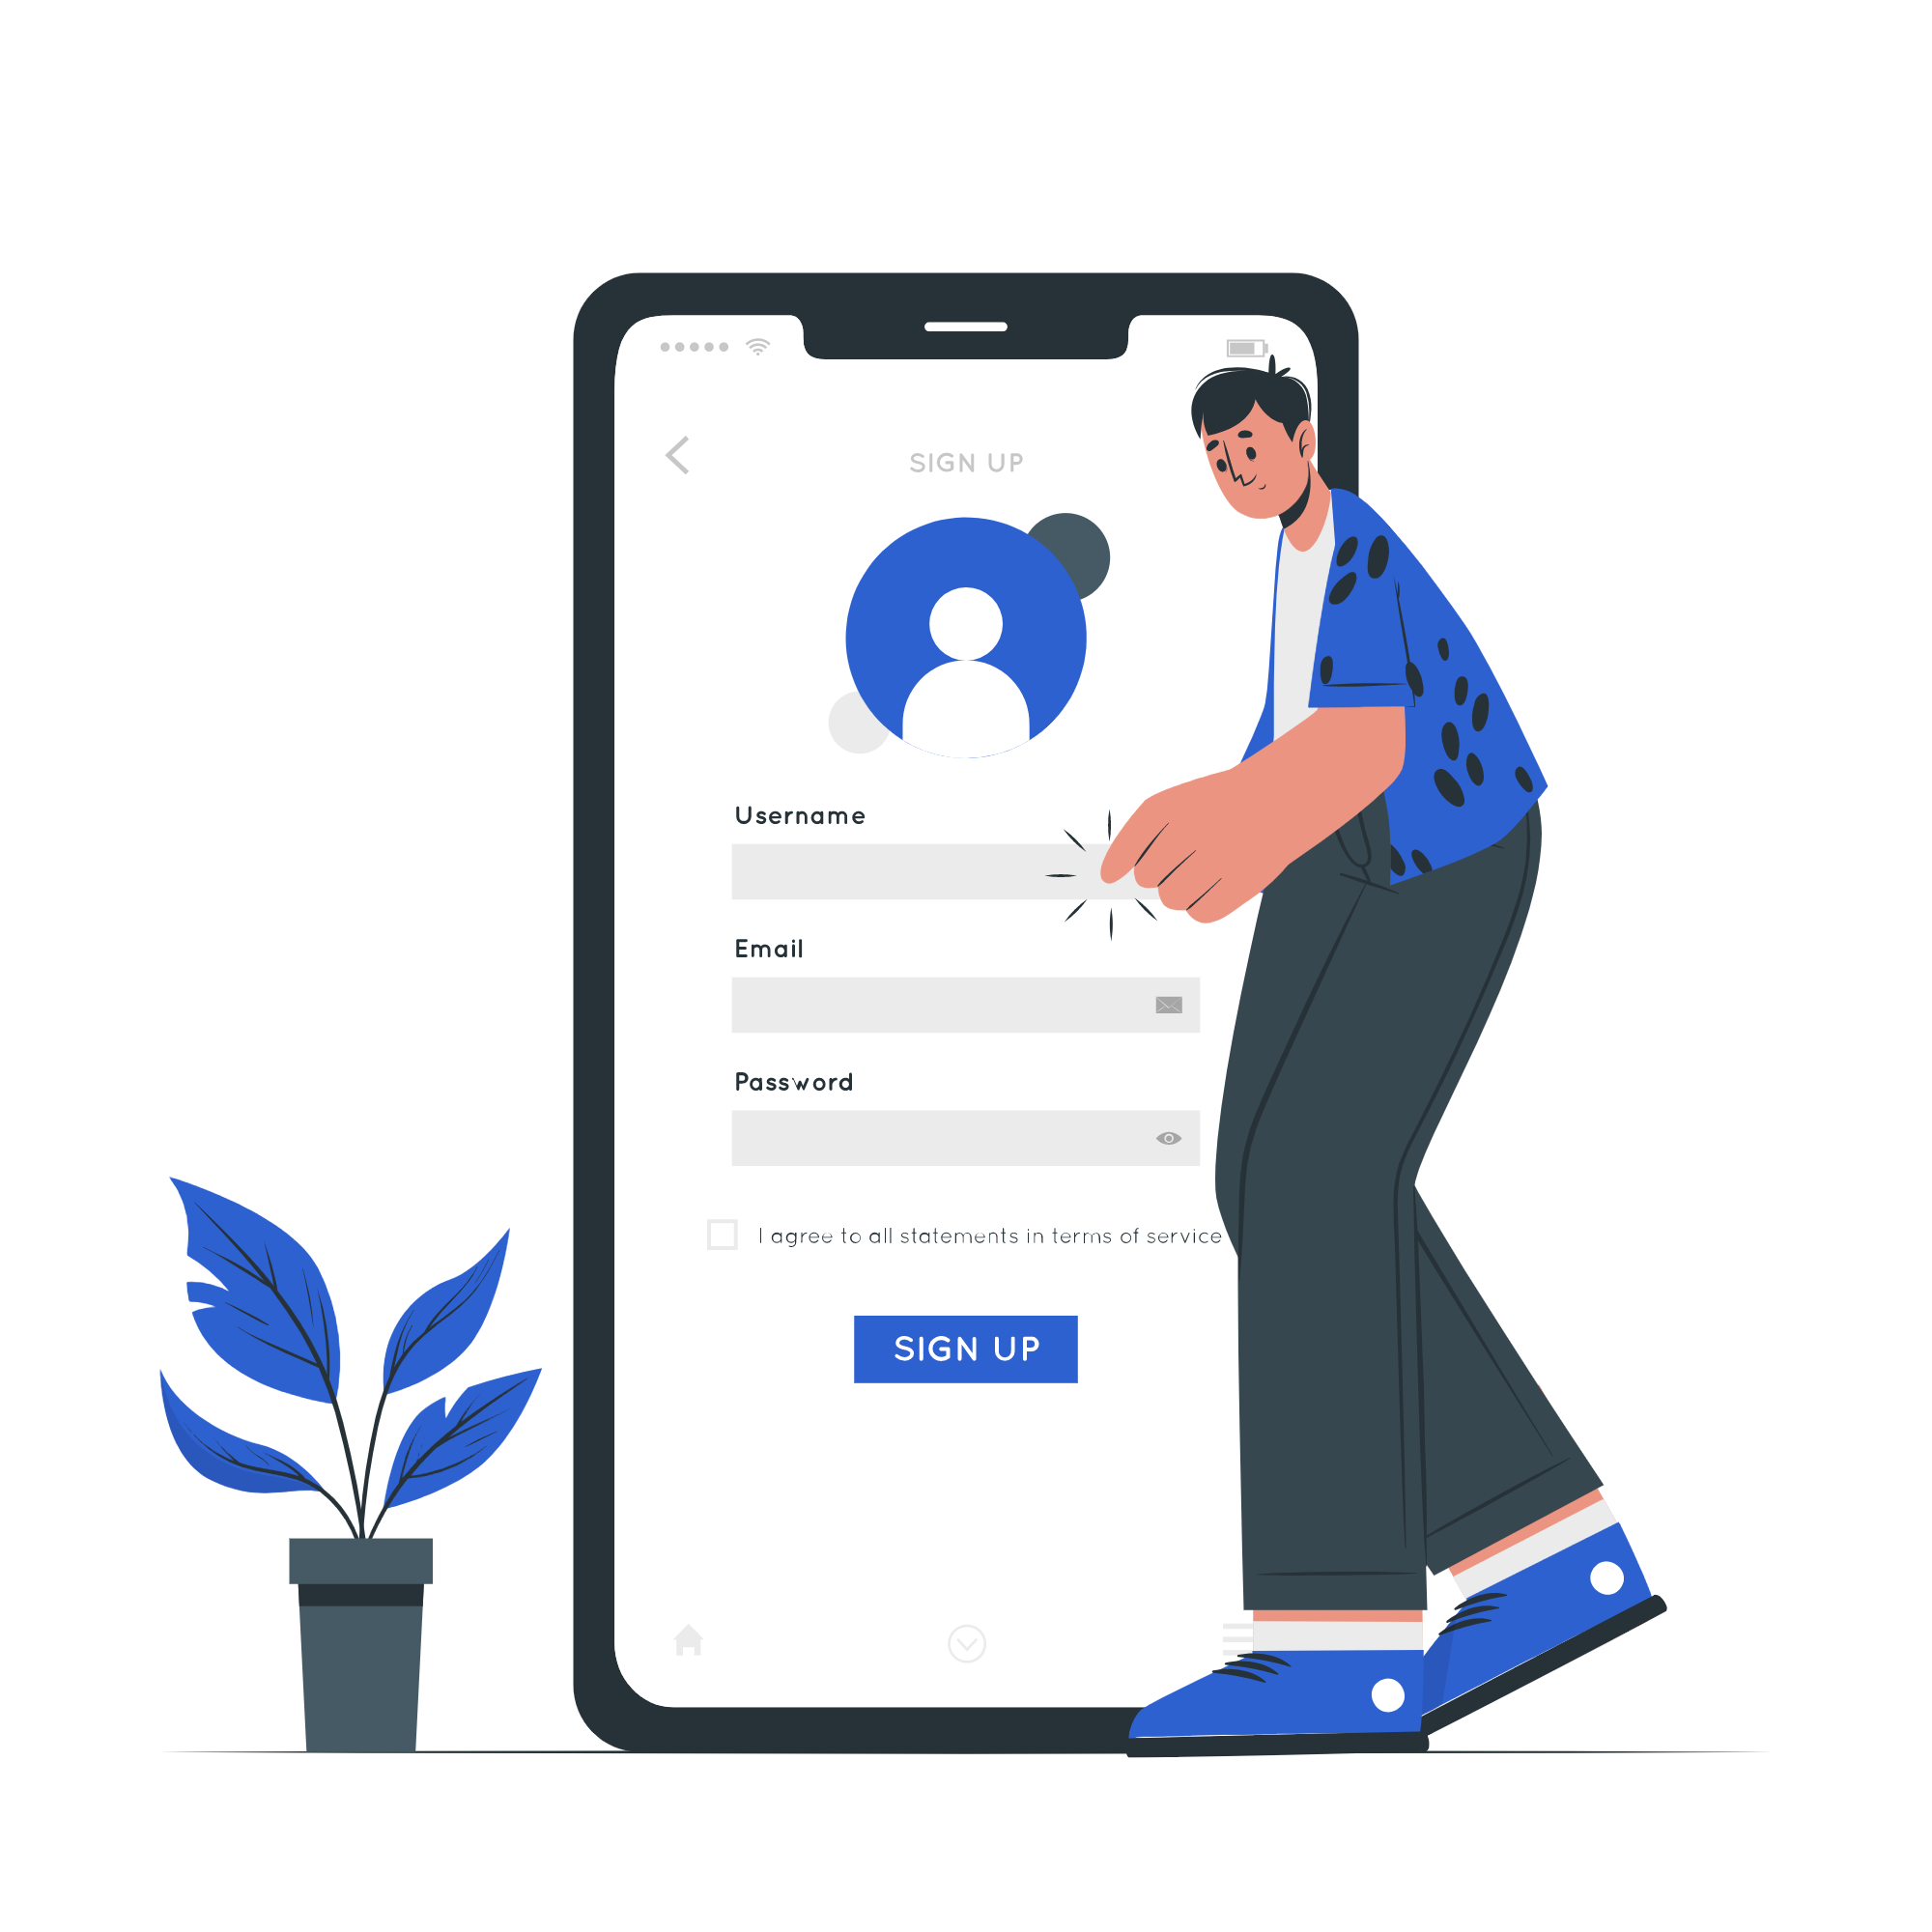 SIGN UP
Username
Email
Password
I agree to all statements in terms of service
SIGN UP